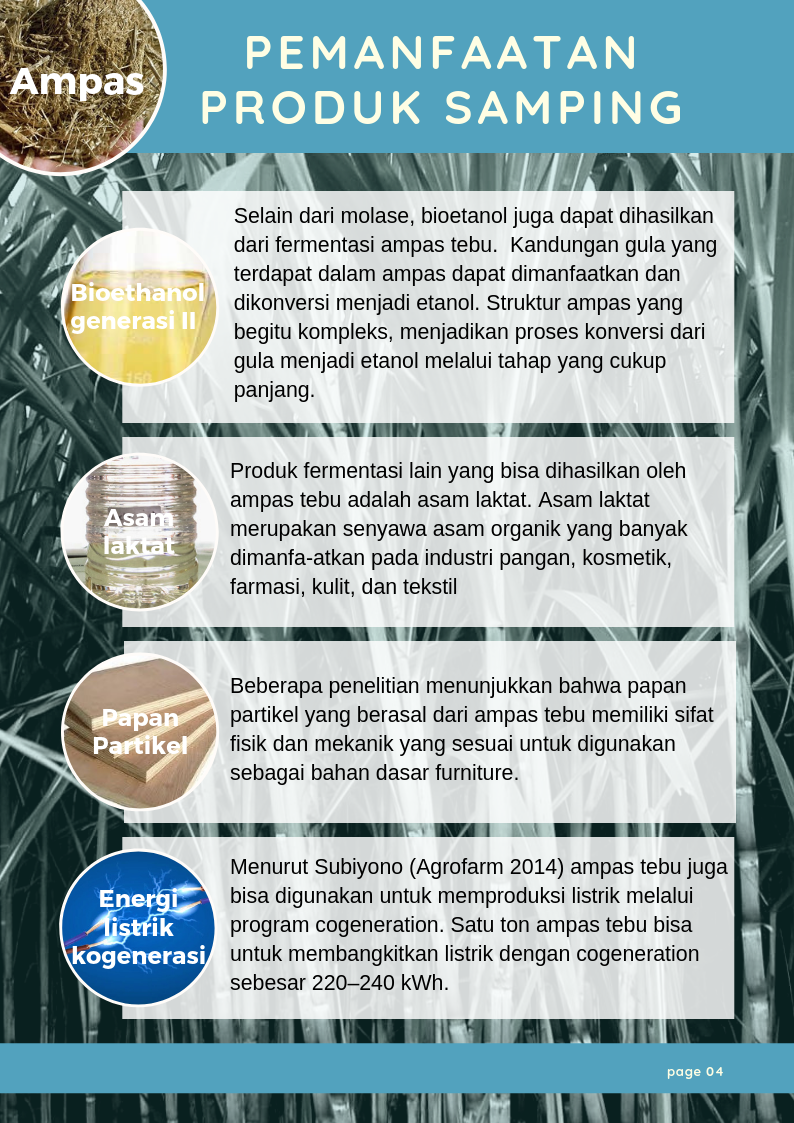 Ampas
PEMANFAATAN
PRODUK SAMPING
Bioethanol
generasi II
Selain dari molase, bioetanol juga dapat dihasilkan
dari fermentasi ampas tebu.  Kandungan gula yang
terdapat dalam ampas dapat dimanfaatkan dan
dikonversi menjadi etanol. Struktur ampas yang
begitu kompleks, menjadikan proses konversi dari
gula menjadi etanol melalui tahap yang cukup
panjang.
200
150
Asam
laktat
Produk fermentasi lain yang bisa dihasilkan oleh
ampas tebu adalah asam laktat. Asam laktat
merupakan senyawa asam organik yang banyak
dimanfa-atkan pada industri pangan, kosmetik,
farmasi, kulit, dan tekstil
Papan
Partikel
Beberapa penelitian menunjukkan bahwa papan
partikel yang berasal dari ampas tebu memiliki sifat
fisik dan mekanik yang sesuai untuk digunakan
sebagai bahan dasar furniture.
Energi
listrik
kogenerasi
Menurut Subiyono (Agrofarm 2014) ampas tebu juga
bisa digunakan untuk memproduksi listrik melalui
program cogeneration. Satu ton ampas tebu bisa
untuk membangkitkan listrik dengan cogeneration
sebesar 220–240 kWh.
page 04